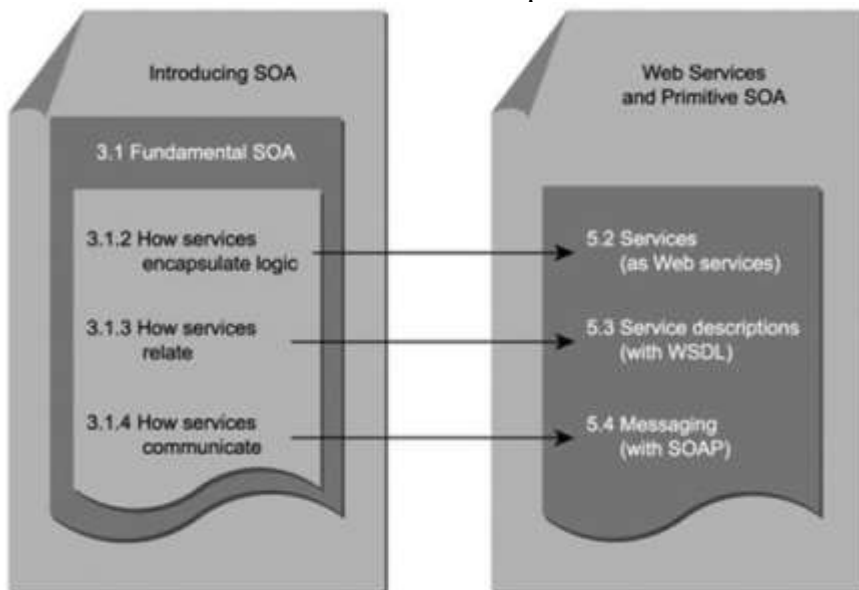 Introducing SOA
3.1 Fundamental SOA
3.1.2 How services
encapsulate logic
3.1.3 How services
relate
3.1.4 How services
communicate
Web Services
and Primitive SOA
5.2 Services
(as Web services)
5.3 Service descriptions
(with WSDL)
5.4 Messaging
(with SOAP)